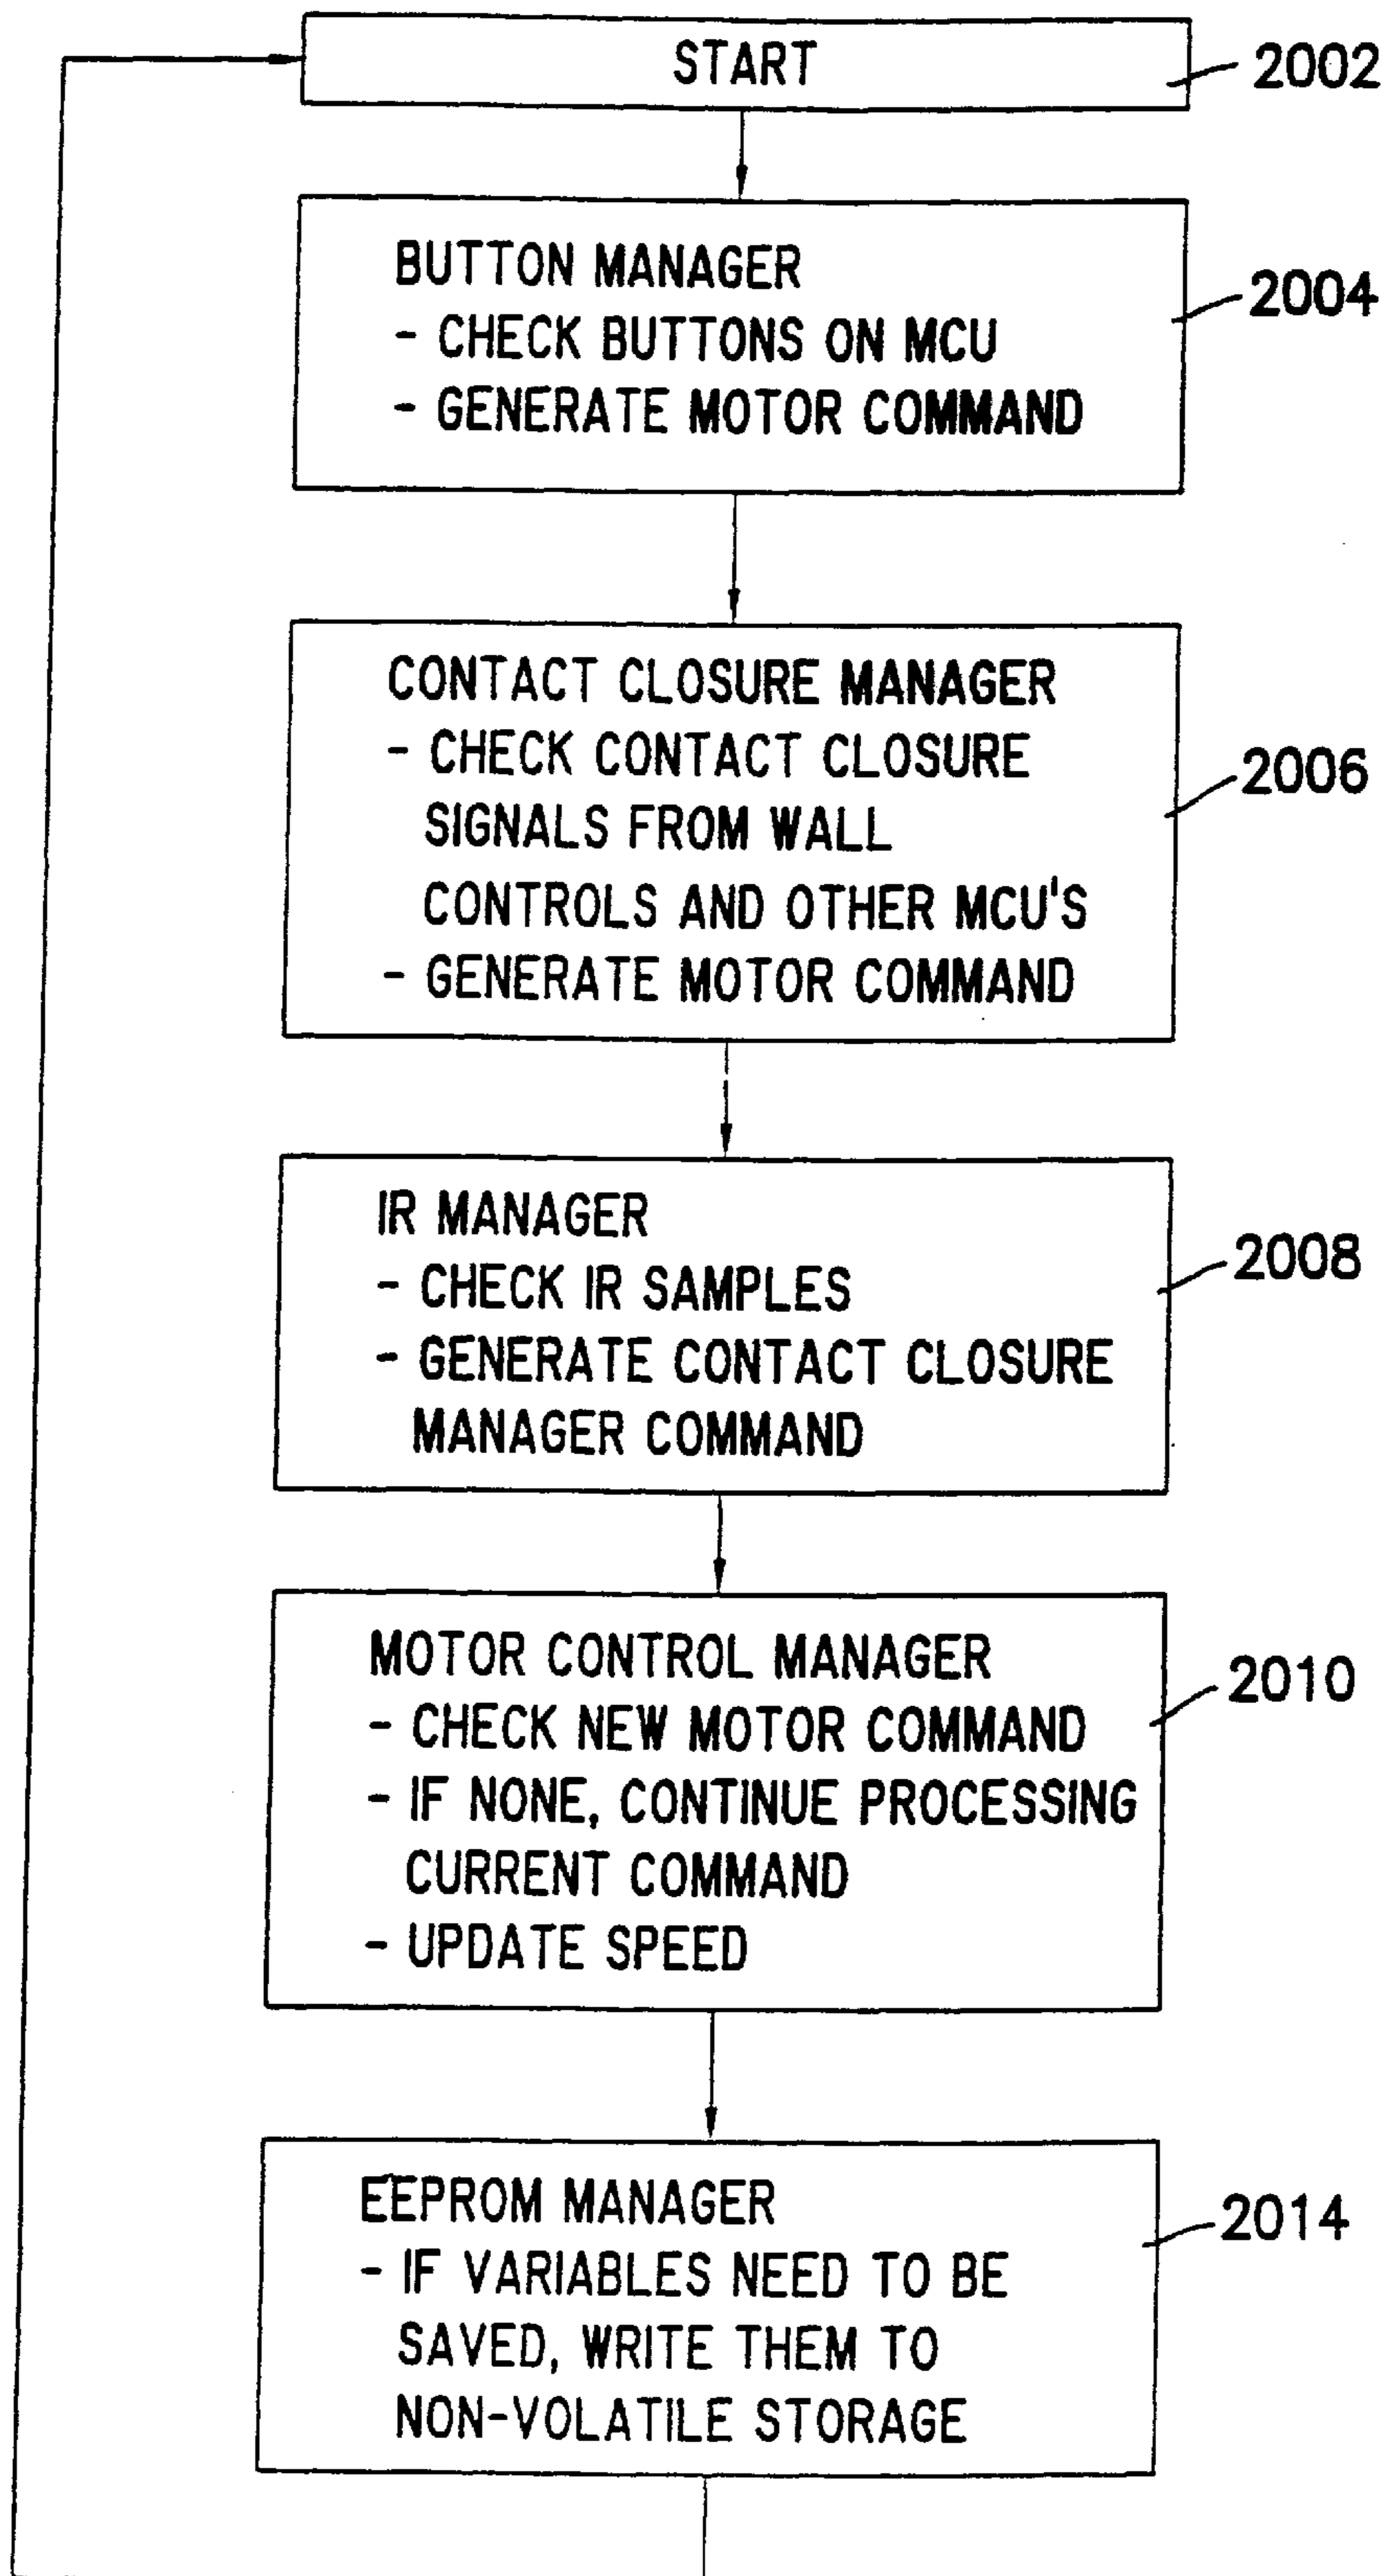 START
2002
BUTTON MANAGER
- CHECK BUTTONS ON MCU
- GENERATE MOTOR COMMAND
2004
CONTACT CLOSURE MANAGER
- CHECK CONTACT CLOSURE
SIGNALS FROM WALL
CONTROLS AND OTHER MCU'S
- GENERATE MOTOR COMMAND
2006
IR MANAGER
- CHECK IR SAMPLES
- GENERATE CONTACT CLOSURE
MANAGER COMMAND
2008
MOTOR CONTROL MANAGER
- CHECK NEW MOTOR COMMAND
- IF NONE, CONTINUE PROCESSING
CURRENT COMMAND
- UPDATE SPEED
2010
EEPROM MANAGER
- IF VARIABLES NEED TO BE
SAVED, WRITE THEM TO
NON-VOLATILE STORAGE
2014